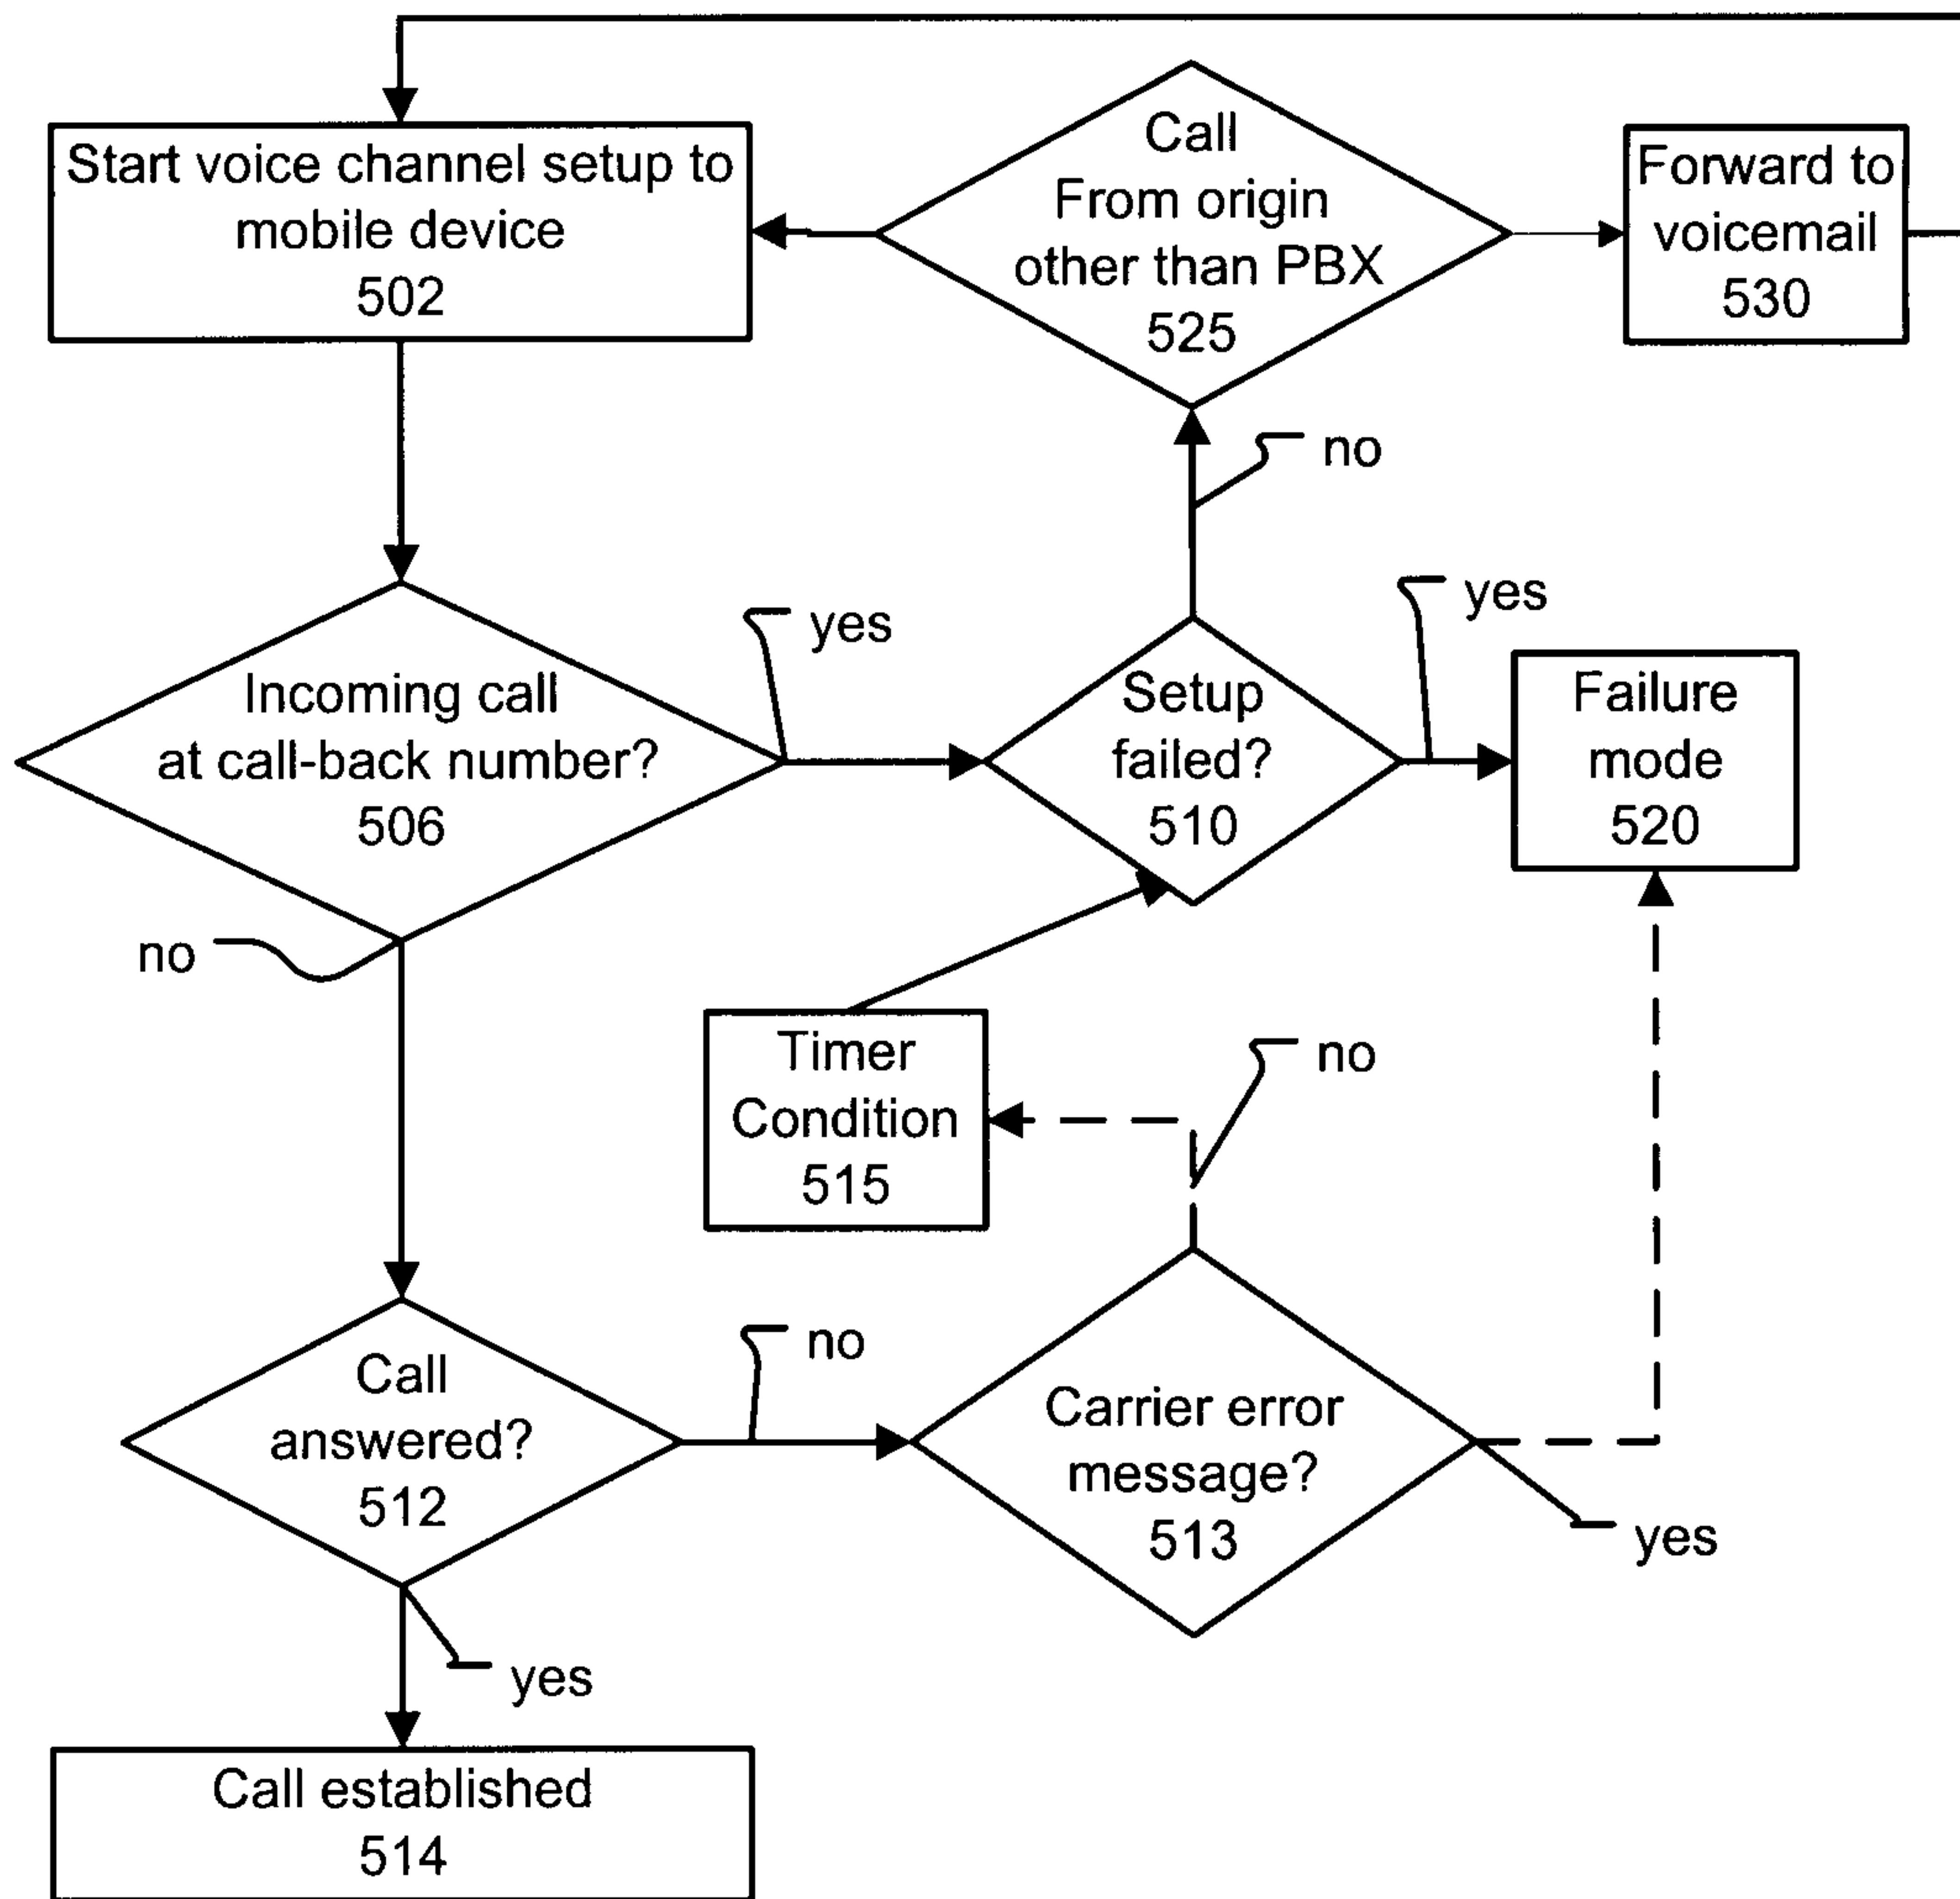 Start voice channel setup to
mobile device
502
Call
From origin
other than PBX
525
Forward to
voicemail
530
no
yes
yes
Incoming call
at call-back number?
506
Setup
failed?
510
Failure
mode
520
no
Timer
Condition
515
no
no
Call
answered?
512
Carrier error
message?
513
yes
yes
Call established
514